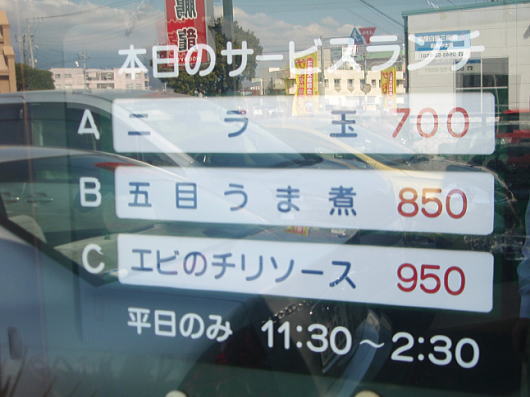 本日のサービスランチ
A ニラ玉 700
B 五目うま煮 850
C エビのチリソース 950
平日のみ 11:30～2:30